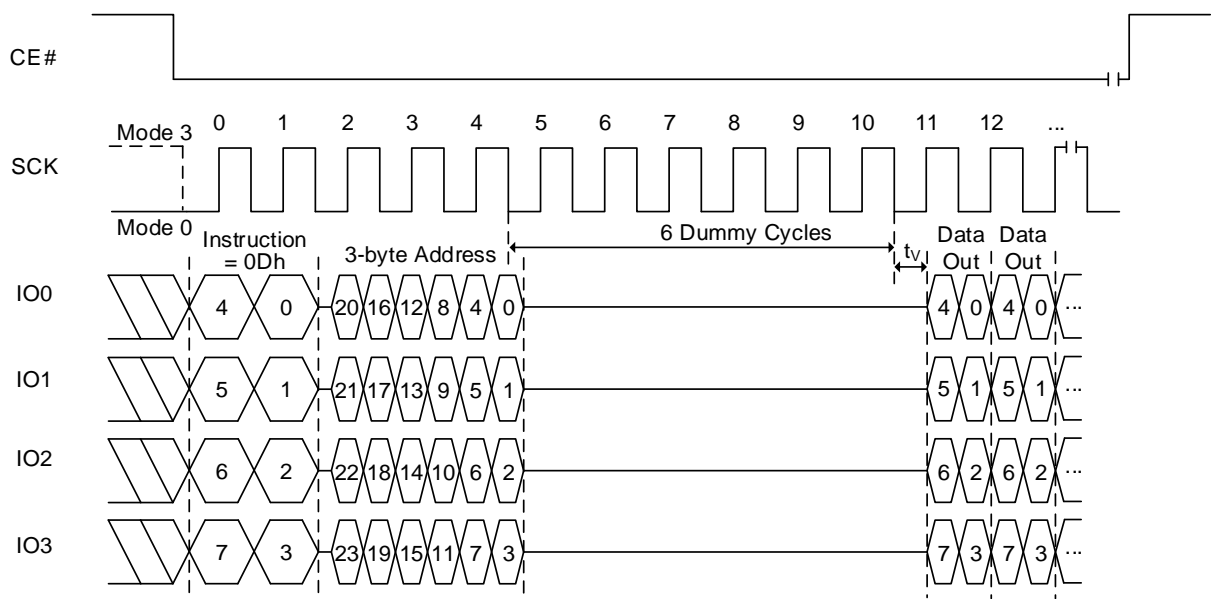 CE#
0 1 2 3 4 5 6 7 8 9 10 11 12 ...
Mode 3
SCK
Mode 0
Instruction
= 0Dh
3-byte Address
6 Dummy Cycles
tV
Data
Out
Data
Out
IO0 4 0 20 16 12 8 4 0 4 0 4 0 ...
IO1 5 1 21 17 13 9 5 1 5 1 5 1 ...
IO2 6 2 22 18 14 10 6 2 6 2 6 2 ...
IO3 7 3 23 19 15 11 7 3 7 3 7 3 ...